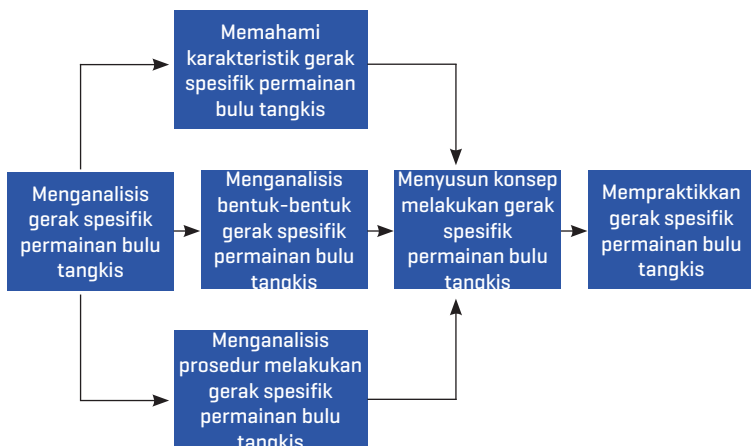 Memahami
karakteristik gerak
spesifik permainan
bulu tangkis
Menganalisis
gerak spesifik
permainan bulu
tangkis
Menganalisis
bentuk-bentuk
gerak spesifik
permainan bulu
tangkis
Menyusun konsep
melakukan gerak
spesifik
permainan bulu
tangkis
Mempraktikkan
gerak spesifik
permainan bulu
tangkis
Menganalisis
prosedur melakukan
gerak spesifik
permainan bulu
tangkis